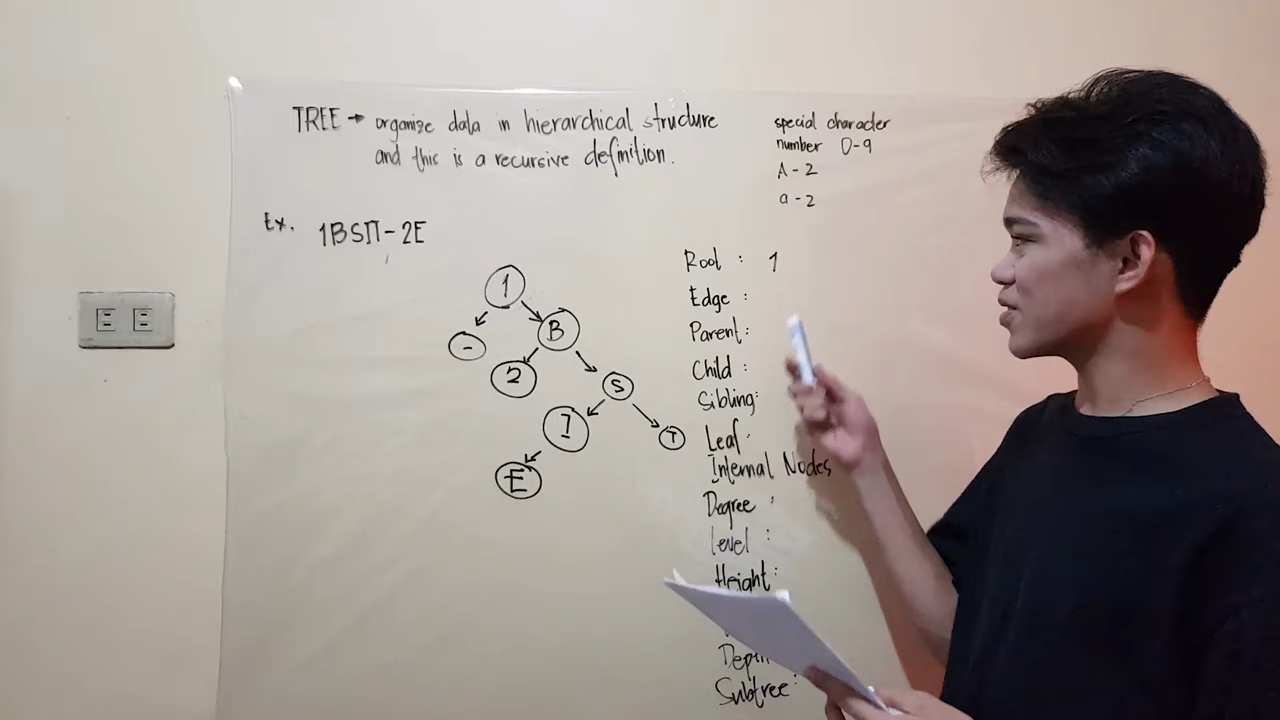 TREE → organize data in hierarchical structure
and this is a recursive definition.
special character
number 0-9
A-Z
a-z
Ex. 1BSIT-2E
1
-
B
2
S
I
T
E
Root : 1
Edge :
Parent:
Child :
Sibling:
Leaf:
Internal Nodes
Degree :
level :
Height:
Depth
Subtree: